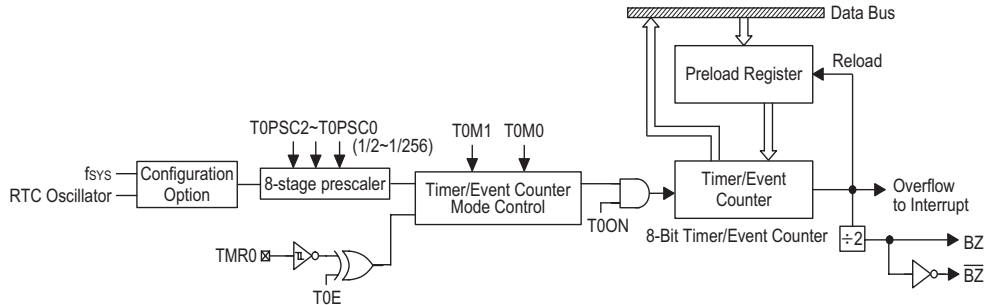 Data Bus
Preload Register
Reload
T0PSC2~T0PSC0
(1/2~1/256)
T0M1
T0M0
fSYS
RTC Oscillator
Configuration
Option
8-stage prescaler
Timer/Event Counter
Mode Control
T0ON
Timer/Event
Counter
8-Bit Timer/Event Counter
Overflow
to Interrupt
÷2
BZ
B̅Z̅
TMR0
T0E